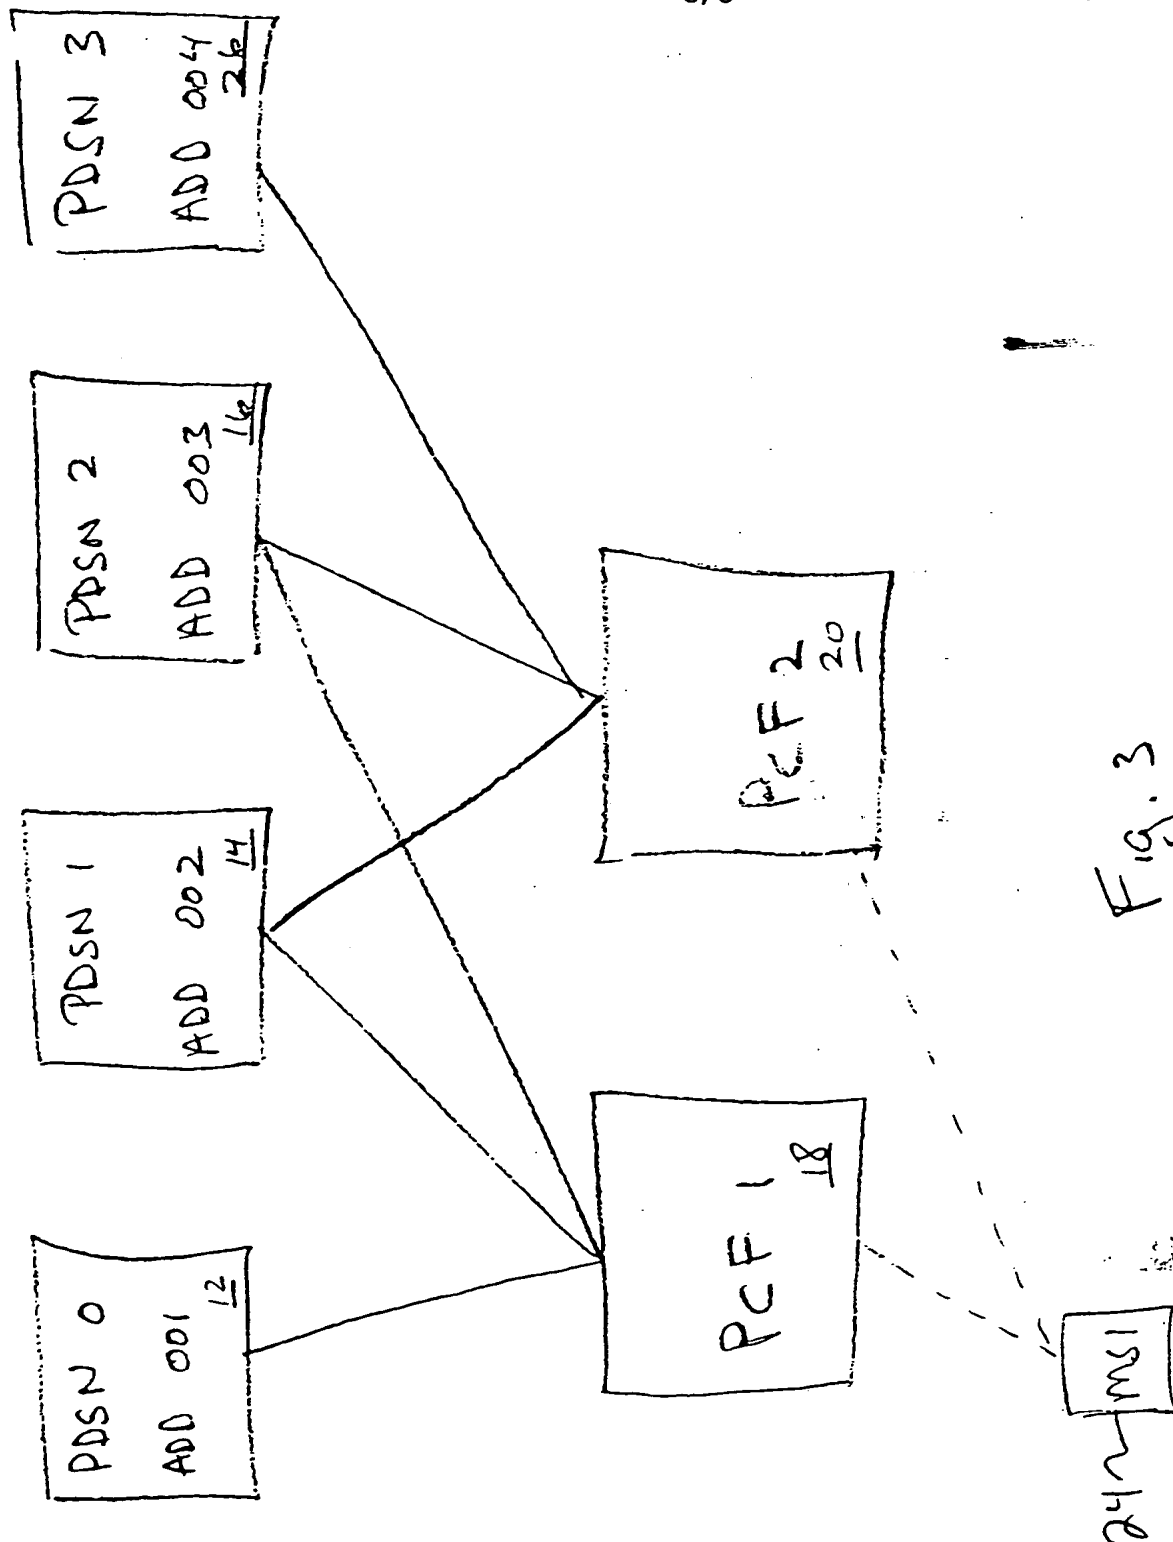 PDSN 0
ADD 001
12
PDSN 1
ADD 002
14
PDSN 2
ADD 003
16
PDSN 3
ADD 004
26
PCF 1
18
PCF 2
20
24
MS1
Fig. 3